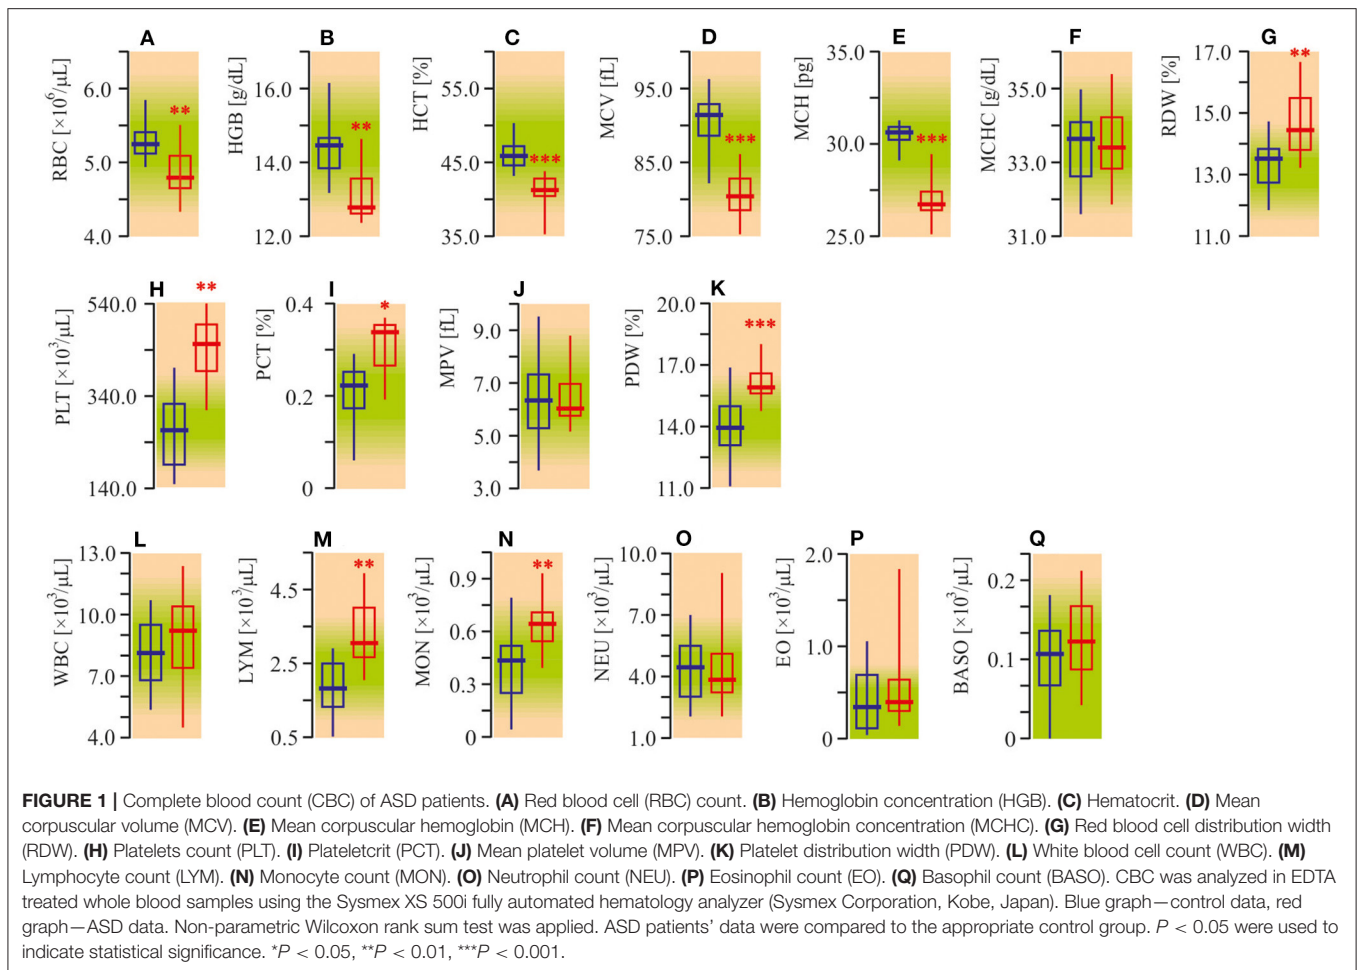 A B C D E F G
RBC [×10⁶/µL] 6.0 5.0 4.0 **
HGB [g/dL] 16.0 14.0 12.0 **
HCT [%] 55.0 45.0 35.0 ***
MCV [fL] 95.0 85.0 75.0 ***
MCH [pg] 35.0 30.0 25.0 ***
MCHC [g/dL] 35.0 33.0 31.0
RDW [%] 17.0 15.0 13.0 11.0 **
H I J K
PLT [×10³/µL] 540.0 340.0 140.0 **
PCT [%] 0.4 0.2 0 *
MPV [fL] 9.0 7.0 5.0 3.0
PDW [%] 20.0 17.0 14.0 11.0 ***
L M N O P Q
WBC [×10³/µL] 13.0 10.0 7.0 4.0
LYM [×10³/µL] 4.5 2.5 0.5 **
MON [×10³/µL] 0.9 0.6 0.3 0 **
NEU [×10³/µL] 10.0 7.0 4.0 1.0
EO [×10³/µL] 2.0 1.0 0
BASO [×10³/µL] 0.2 0.1 0
FIGURE 1 | Complete blood count (CBC) of ASD patients. (A) Red blood cell (RBC) count. (B) Hemoglobin concentration (HGB). (C) Hematocrit. (D) Mean
corpuscular volume (MCV). (E) Mean corpuscular hemoglobin (MCH). (F) Mean corpuscular hemoglobin concentration (MCHC). (G) Red blood cell distribution width
(RDW). (H) Platelets count (PLT). (I) Plateletcrit (PCT). (J) Mean platelet volume (MPV). (K) Platelet distribution width (PDW). (L) White blood cell count (WBC). (M)
Lymphocyte count (LYM). (N) Monocyte count (MON). (O) Neutrophil count (NEU). (P) Eosinophil count (EO). (Q) Basophil count (BASO). CBC was analyzed in EDTA
treated whole blood samples using the Sysmex XS 500i fully automated hematology analyzer (Sysmex Corporation, Kobe, Japan). Blue graph—control data, red
graph—ASD data. Non-parametric Wilcoxon rank sum test was applied. ASD patients' data were compared to the appropriate control group. P < 0.05 were used to
indicate statistical significance. *P < 0.05, **P < 0.01, ***P < 0.001.